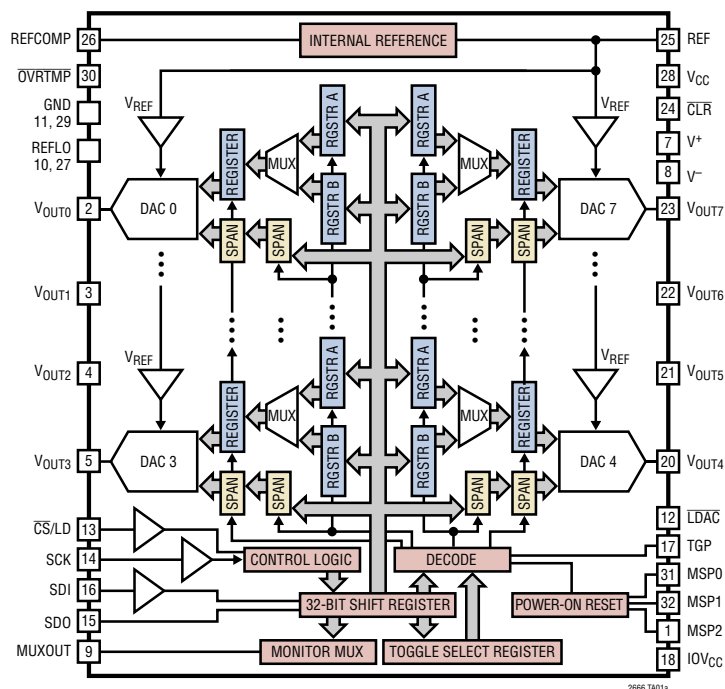 REFCOMP 26 INTERNAL REFERENCE 25 REF
OVRTMP 30 28 VCC
GND 11, 29 VREF VREF 24 CLR
REFLO 10, 27 7 V+
8 V–
REGISTER MUX RGSTR A RGSTR A MUX REGISTER
RGSTR B RGSTR B
VOUT0 2 DAC 0 DAC 7 23 VOUT7
SPAN SPAN SPAN SPAN
VOUT1 3 22 VOUT6
VOUT2 4 VREF VREF 21 VOUT5
REGISTER MUX RGSTR A RGSTR A MUX REGISTER
RGSTR B RGSTR B
VOUT3 5 DAC 3 DAC 4 20 VOUT4
SPAN SPAN SPAN SPAN
12 LDAC
CS/LD 13 17 TGP
SCK 14 CONTROL LOGIC DECODE 31 MSP0
SDI 16 32-BIT SHIFT REGISTER POWER-ON RESET 32 MSP1
SDO 15 1 MSP2
MUXOUT 9 MONITOR MUX TOGGLE SELECT REGISTER 18 IOVCC
2666 TA01a